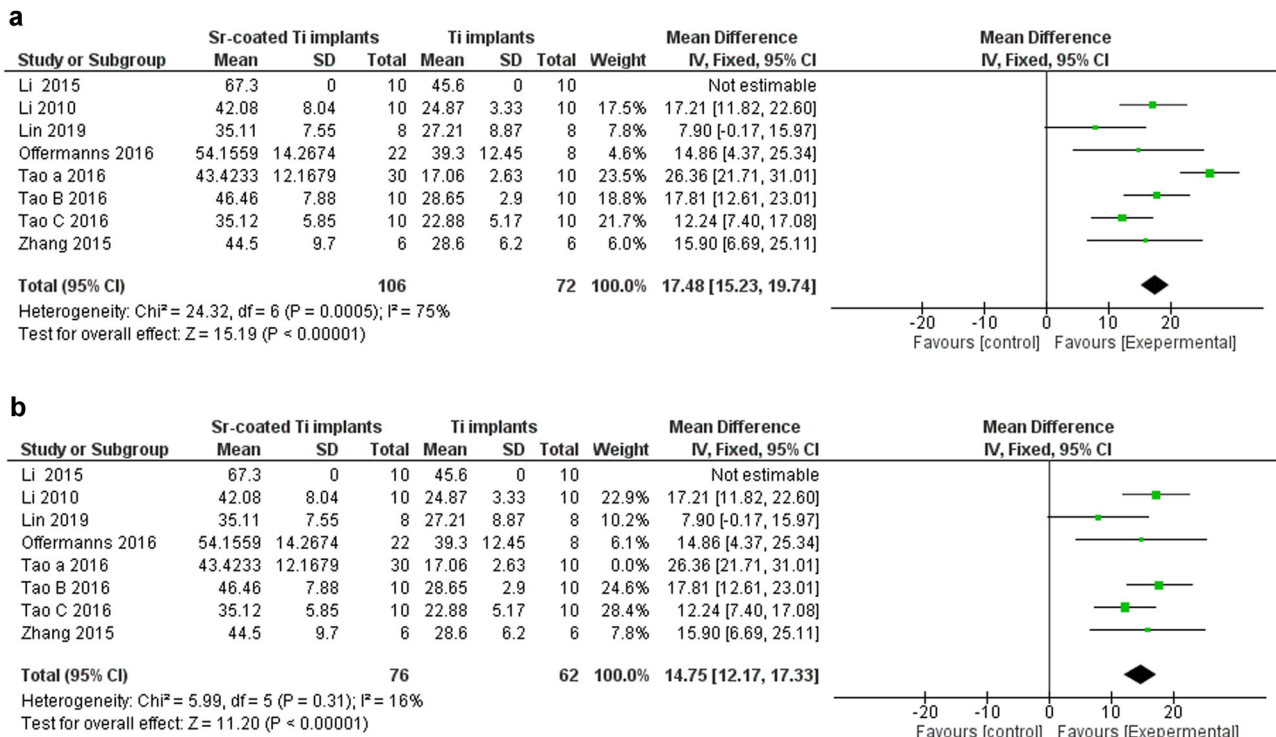 a
Sr-coated Ti implants Ti implants Mean Difference Mean Difference
Study or Subgroup Mean SD Total Mean SD Total Weight IV, Fixed, 95% CI IV, Fixed, 95% CI
Li 2015 67.3 0 10 45.6 0 10 Not estimable
Li 2010 42.08 8.04 10 24.87 3.33 10 17.5% 17.21 [11.82, 22.60]
Lin 2019 35.11 7.55 8 27.21 8.87 8 7.8% 7.90 [-0.17, 15.97]
Offermanns 2016 54.1559 14.2674 22 39.3 12.45 8 4.6% 14.86 [4.37, 25.34]
Tao a 2016 43.4233 12.1679 30 17.06 2.63 10 23.5% 26.36 [21.71, 31.01]
Tao B 2016 46.46 7.88 10 28.65 2.9 10 18.8% 17.81 [12.61, 23.01]
Tao C 2016 35.12 5.85 10 22.88 5.17 10 21.7% 12.24 [7.40, 17.08]
Zhang 2015 44.5 9.7 6 28.6 6.2 6 6.0% 15.90 [6.69, 25.11]
Total (95% CI) 106 72 100.0% 17.48 [15.23, 19.74]
Heterogeneity: Chi² = 24.32, df = 6 (P = 0.0005); I² = 75%
Test for overall effect: Z = 15.19 (P < 0.00001)
-20 -10 0 10 20
Favours [control] Favours [Exepermental]
b
Sr-coated Ti implants Ti implants Mean Difference Mean Difference
Study or Subgroup Mean SD Total Mean SD Total Weight IV, Fixed, 95% CI IV, Fixed, 95% CI
Li 2015 67.3 0 10 45.6 0 10 Not estimable
Li 2010 42.08 8.04 10 24.87 3.33 10 22.9% 17.21 [11.82, 22.60]
Lin 2019 35.11 7.55 8 27.21 8.87 8 10.2% 7.90 [-0.17, 15.97]
Offermanns 2016 54.1559 14.2674 22 39.3 12.45 8 6.1% 14.86 [4.37, 25.34]
Tao a 2016 43.4233 12.1679 30 17.06 2.63 10 0.0% 26.36 [21.71, 31.01]
Tao B 2016 46.46 7.88 10 28.65 2.9 10 24.6% 17.81 [12.61, 23.01]
Tao C 2016 35.12 5.85 10 22.88 5.17 10 28.4% 12.24 [7.40, 17.08]
Zhang 2015 44.5 9.7 6 28.6 6.2 6 7.8% 15.90 [6.69, 25.11]
Total (95% CI) 76 62 100.0% 14.75 [12.17, 17.33]
Heterogeneity: Chi² = 5.99, df = 5 (P = 0.31); I² = 16%
Test for overall effect: Z = 11.20 (P < 0.00001)
-20 -10 0 10 20
Favours [control] Favours [Exepermental]